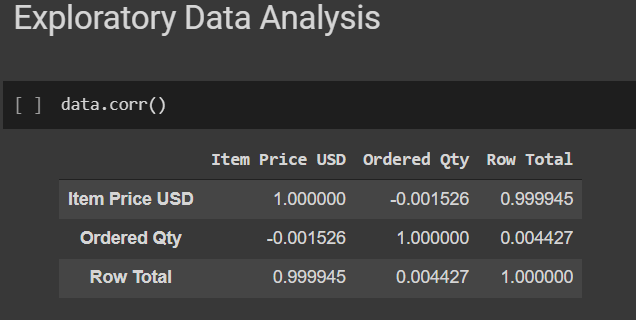 Exploratory Data Analysis
[ ] data.corr()
Item Price USD Ordered Qty Row Total
Item Price USD 1.000000 -0.001526 0.999945
Ordered Qty -0.001526 1.000000 0.004427
Row Total 0.999945 0.004427 1.000000